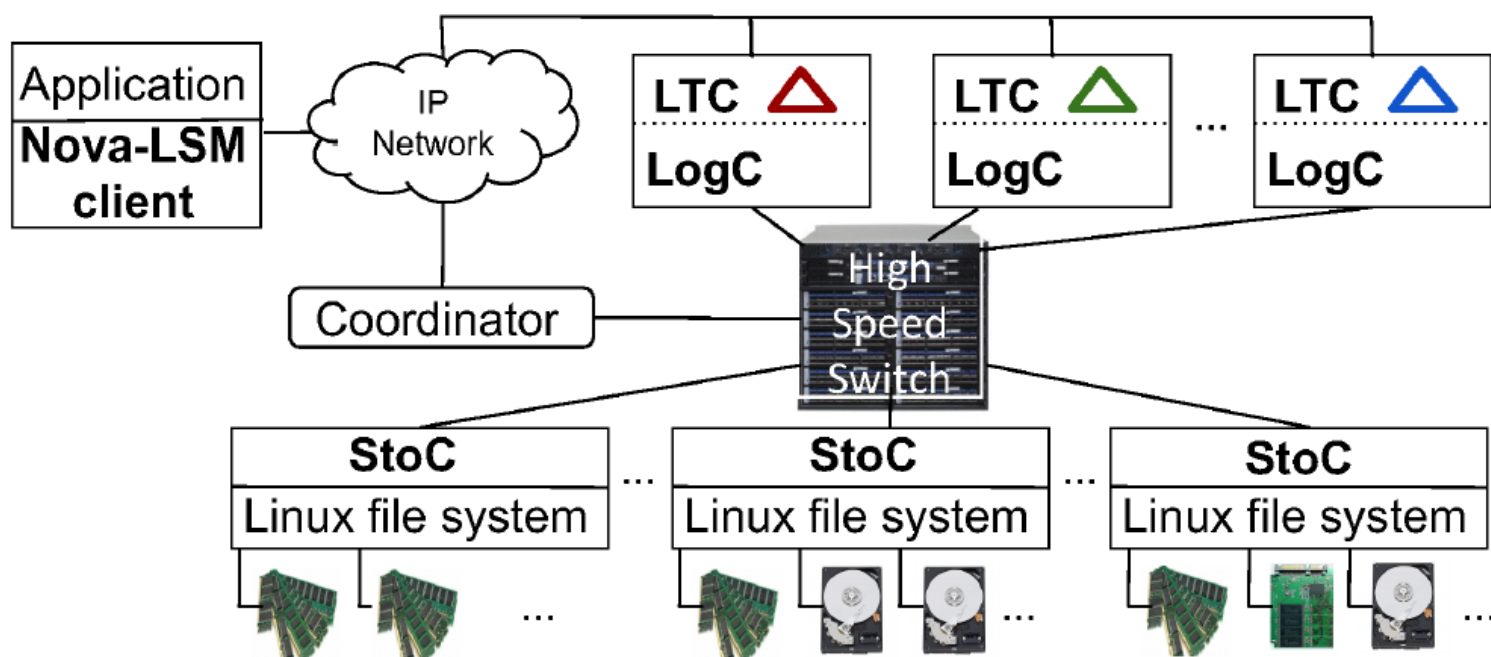 Application
Nova-LSM
client
IP
Network
LTC
LogC
LTC
LogC
...
LTC
LogC
Coordinator
High
Speed
Switch
StoC
Linux file system
...
...
StoC
Linux file system
...
...
StoC
Linux file system
...